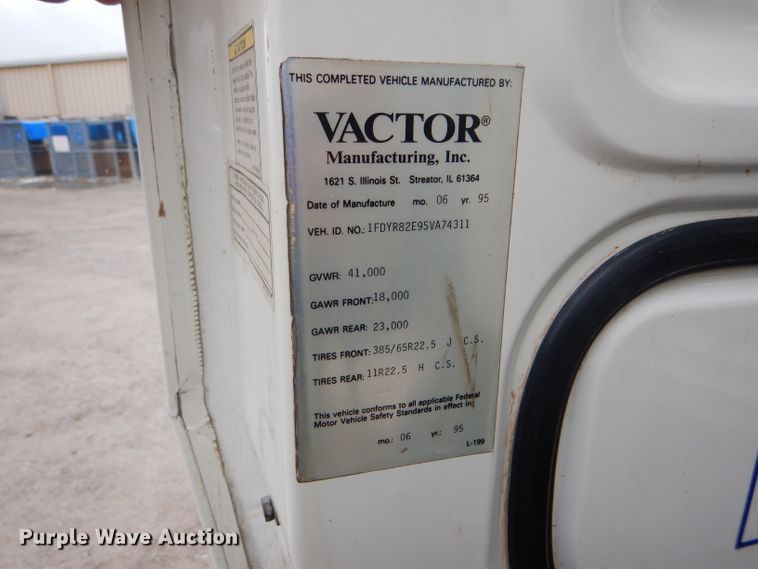 CAUTION
THIS COMPLETED VEHICLE MANUFACTURED BY:
VACTOR®
Manufacturing, Inc.
1621 S. Illinois St. Streator, IL 61364
Date of Manufacture mo. 06 yr. 95
VEH. ID. NO.: 1FDYR82E9SVA74311
GVWR: 41,000
GAWR FRONT: 18,000
GAWR REAR: 23,000
TIRES FRONT: 385/65R22.5 J C.S.
TIRES REAR: 11R22.5 H C.S.
This vehicle conforms to all applicable Federal
Motor Vehicle Safety Standards in effect in:
mo.: 06 yr.: 95
L-199
Purple Wave Auction